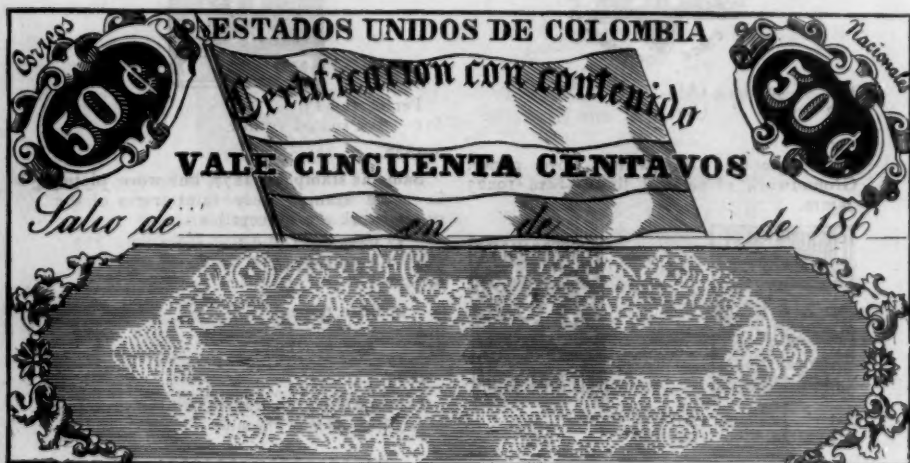 ESTADOS UNIDOS DE COLOMBIA
Correos
Nacionales
50 ¢.
50 ¢
Certificacion con contenido
VALE CINCUENTA CENTAVOS
Salio de en de de 186